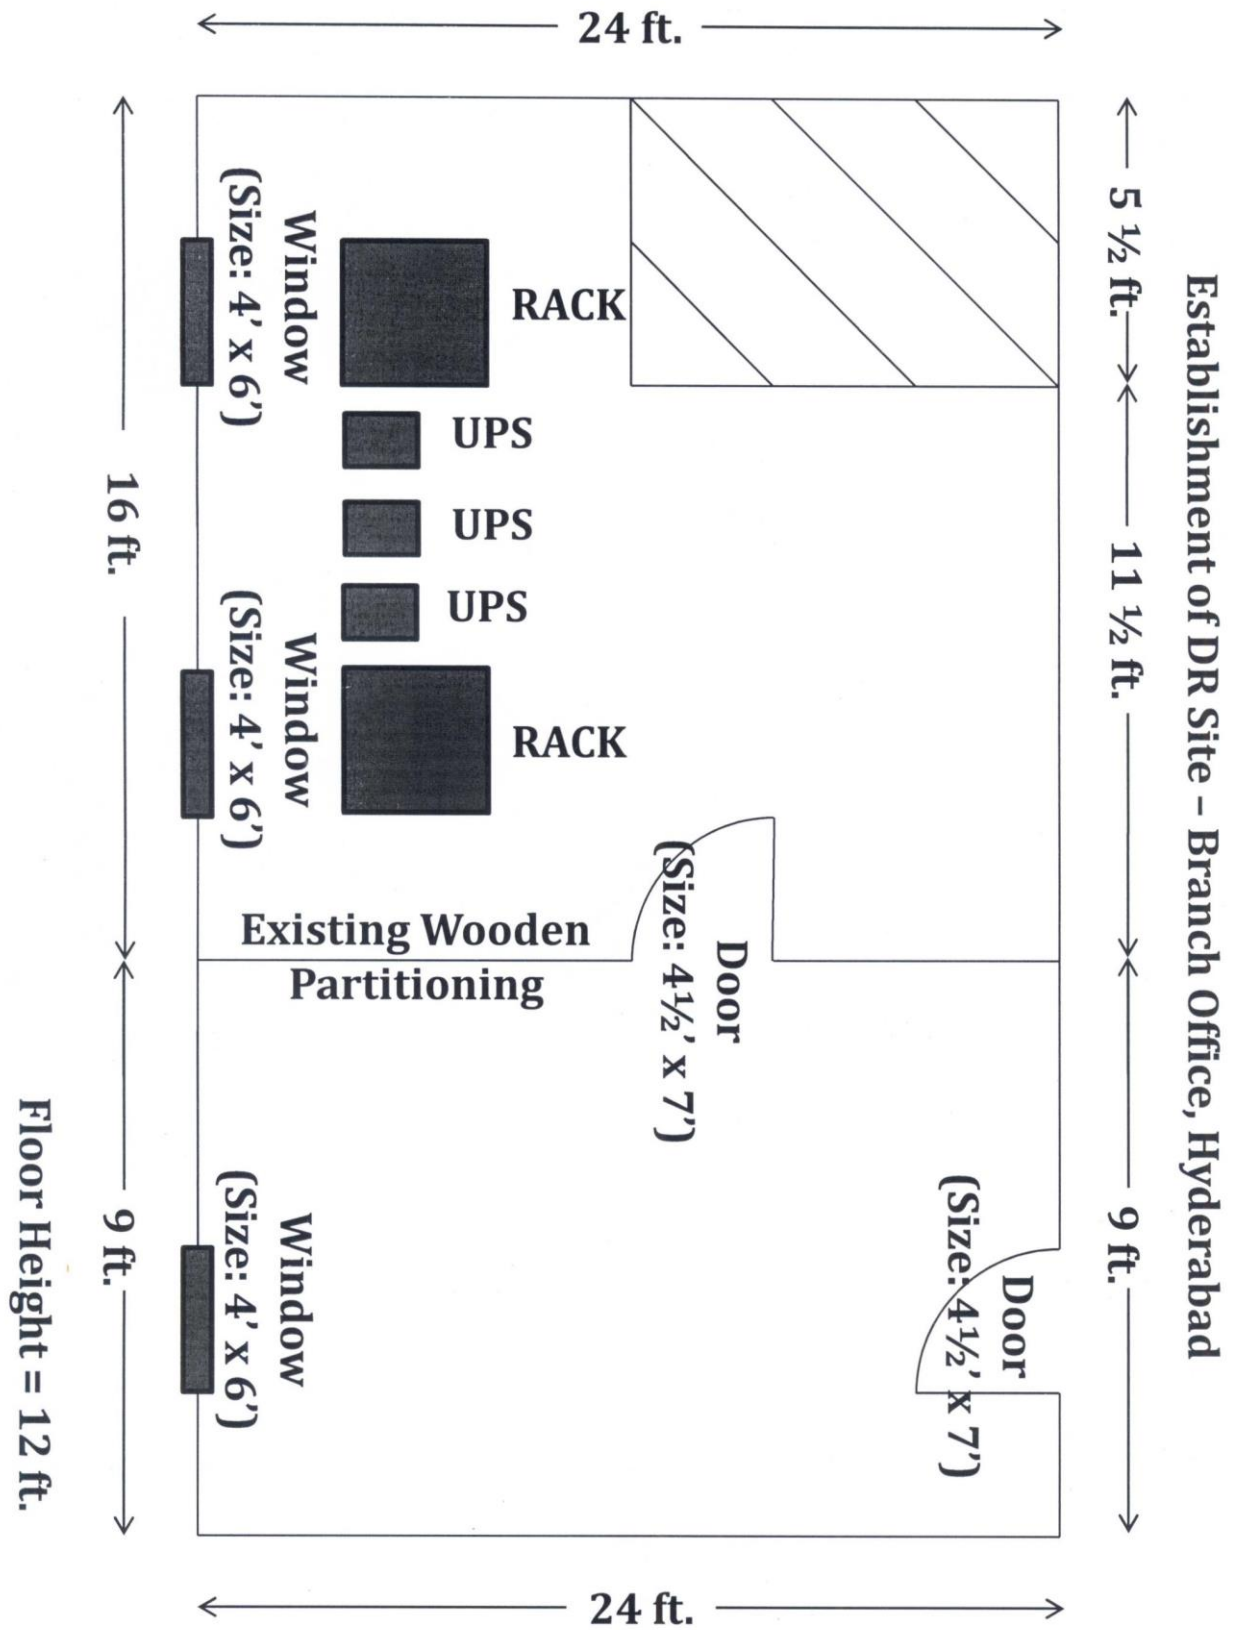 Establishment of DR Site – Branch Office, Hyderabad
24 ft.
5 ½ ft.
11 ½ ft.
9 ft.
16 ft.
9 ft.
24 ft.
Window
(Size: 4’ x 6’)
RACK
UPS
UPS
UPS
Window
(Size: 4’ x 6’)
RACK
Existing Wooden
Partitioning
Door
(Size: 4½’ x 7’)
Door
(Size: 4½’ x 7’)
Window
(Size: 4’ x 6’)
Floor Height = 12 ft.